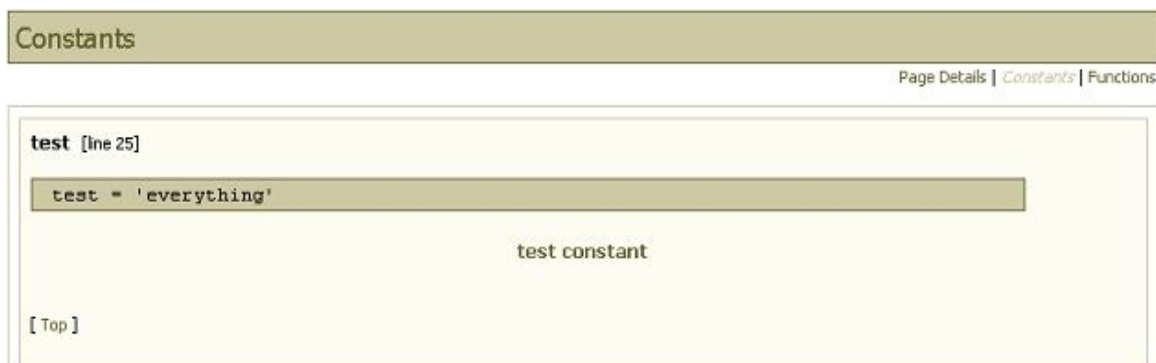 Constants
Page Details | Constants | Functions
test [line 25]
test = 'everything'
test constant
[ Top ]